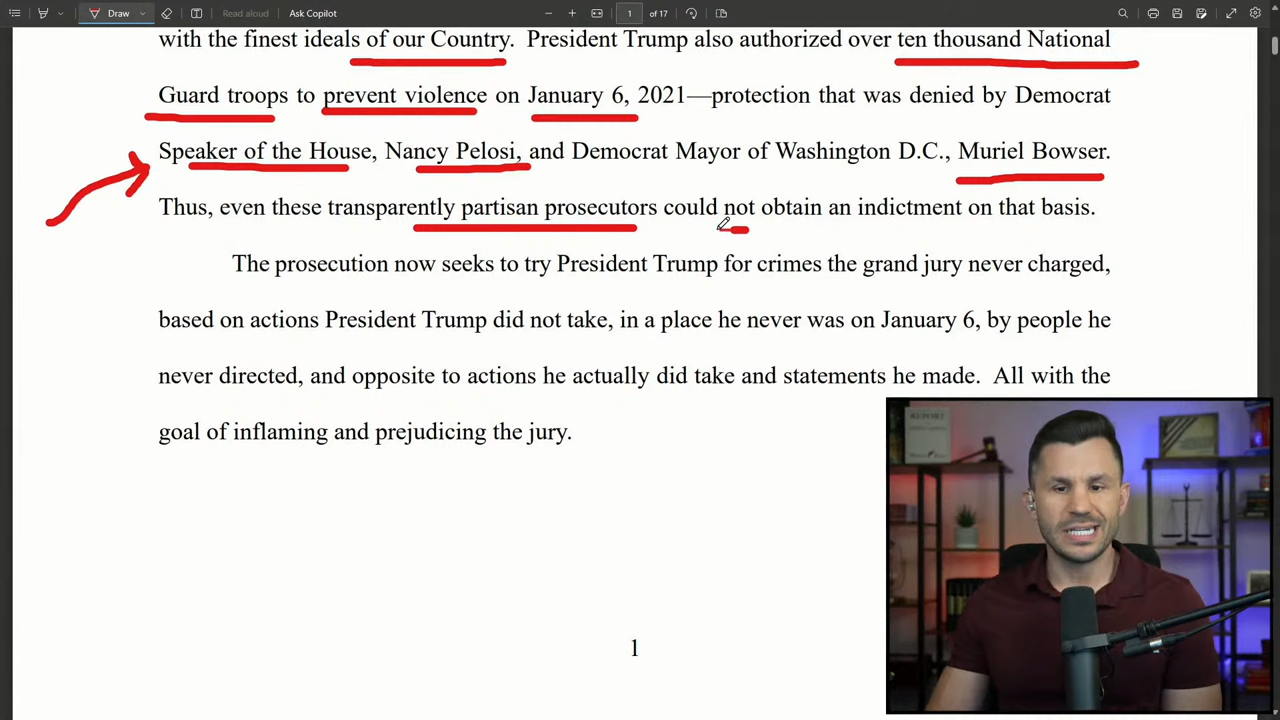 Draw
Read aloud
Ask Copilot
1
of 17
with the finest ideals of our Country. President Trump also authorized over ten thousand National
Guard troops to prevent violence on January 6, 2021—protection that was denied by Democrat
Speaker of the House, Nancy Pelosi, and Democrat Mayor of Washington D.C., Muriel Bowser.
Thus, even these transparently partisan prosecutors could not obtain an indictment on that basis.
The prosecution now seeks to try President Trump for crimes the grand jury never charged,
based on actions President Trump did not take, in a place he never was on January 6, by people he
never directed, and opposite to actions he actually did take and statements he made. All with the
goal of inflaming and prejudicing the jury.
REPORT
1